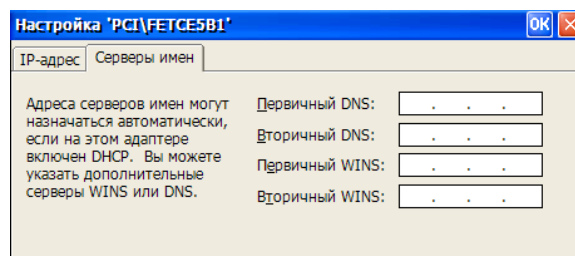 Настройка 'PCI\FETCE5B1'
OK
IP-адрес
Серверы имен
Адреса серверов имен могут
назначаться автоматически,
если на этом адаптере
включен DHCP. Вы можете
указать дополнительные
серверы WINS или DNS.
Первичный DNS:
Вторичный DNS:
Первичный WINS:
Вторичный WINS: